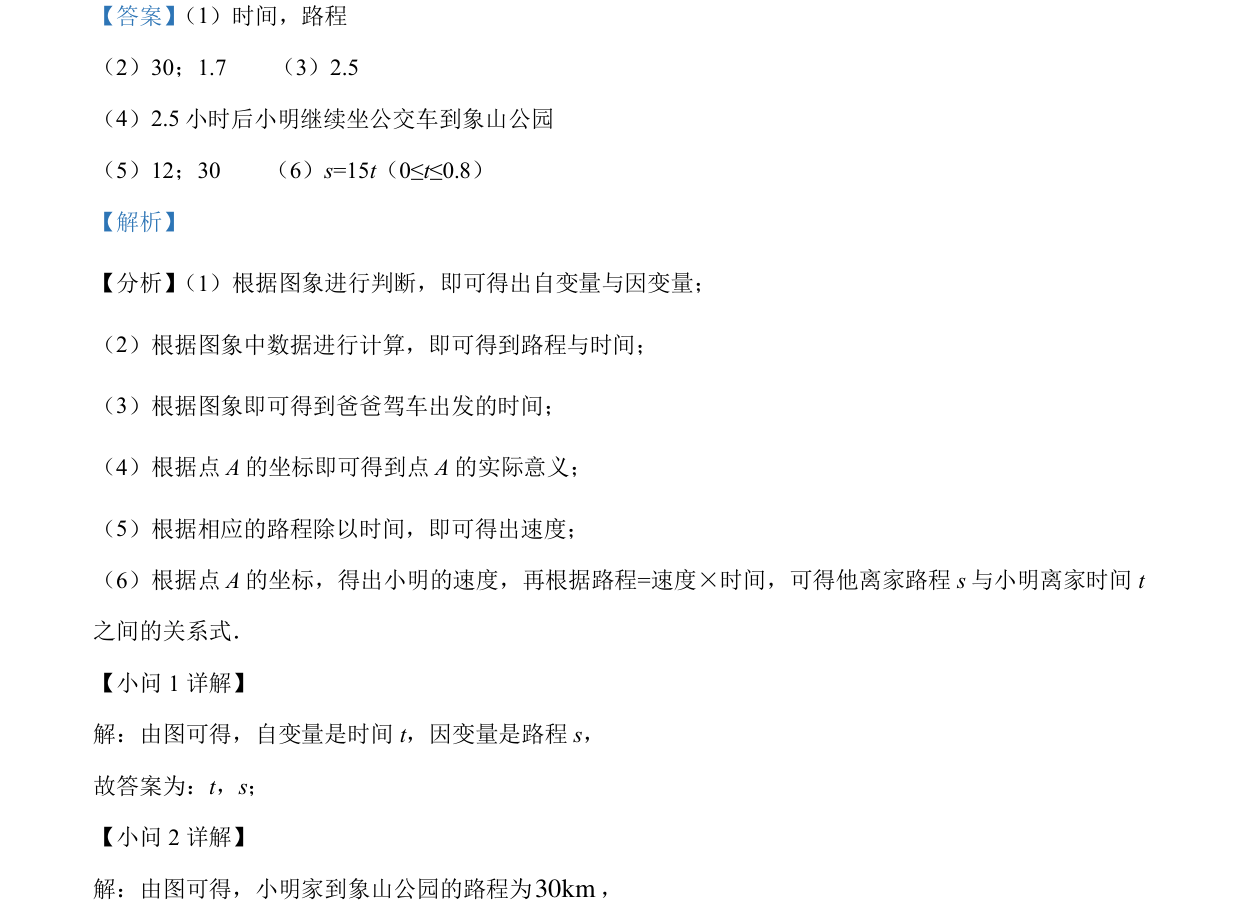 【答案】（1）时间，路程
（2）30；1.7 （3）2.5
（4）2.5 小时后小明继续坐公交车到象山公园
（5）12；30 （6）s=15t（0≤t≤0.8）
【解析】
【分析】（1）根据图象进行判断，即可得出自变量与因变量；
（2）根据图象中数据进行计算，即可得到路程与时间；
（3）根据图象即可得到爸爸驾车出发的时间；
（4）根据点 A 的坐标即可得到点 A 的实际意义；
（5）根据相应的路程除以时间，即可得出速度；
（6）根据点 A 的坐标，得出小明的速度，再根据路程=速度×时间，可得他离家路程 s 与小明离家时间 t
之间的关系式．
【小问 1 详解】
解：由图可得，自变量是时间 t，因变量是路程 s，
故答案为：t，s；
【小问 2 详解】
解：由图可得，小明家到象山公园的路程为30km，